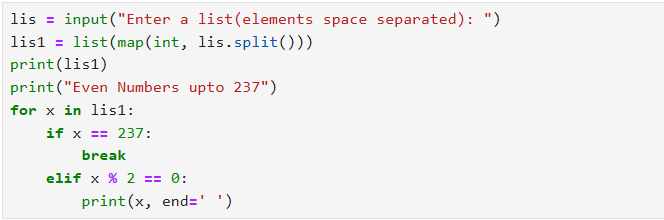 lis = input("Enter a list(elements space separated): ")
lis1 = list(map(int, lis.split()))
print(lis1)
print("Even Numbers upto 237")
for x in lis1:
    if x == 237:
        break
    elif x % 2 == 0:
        print(x, end=' ')